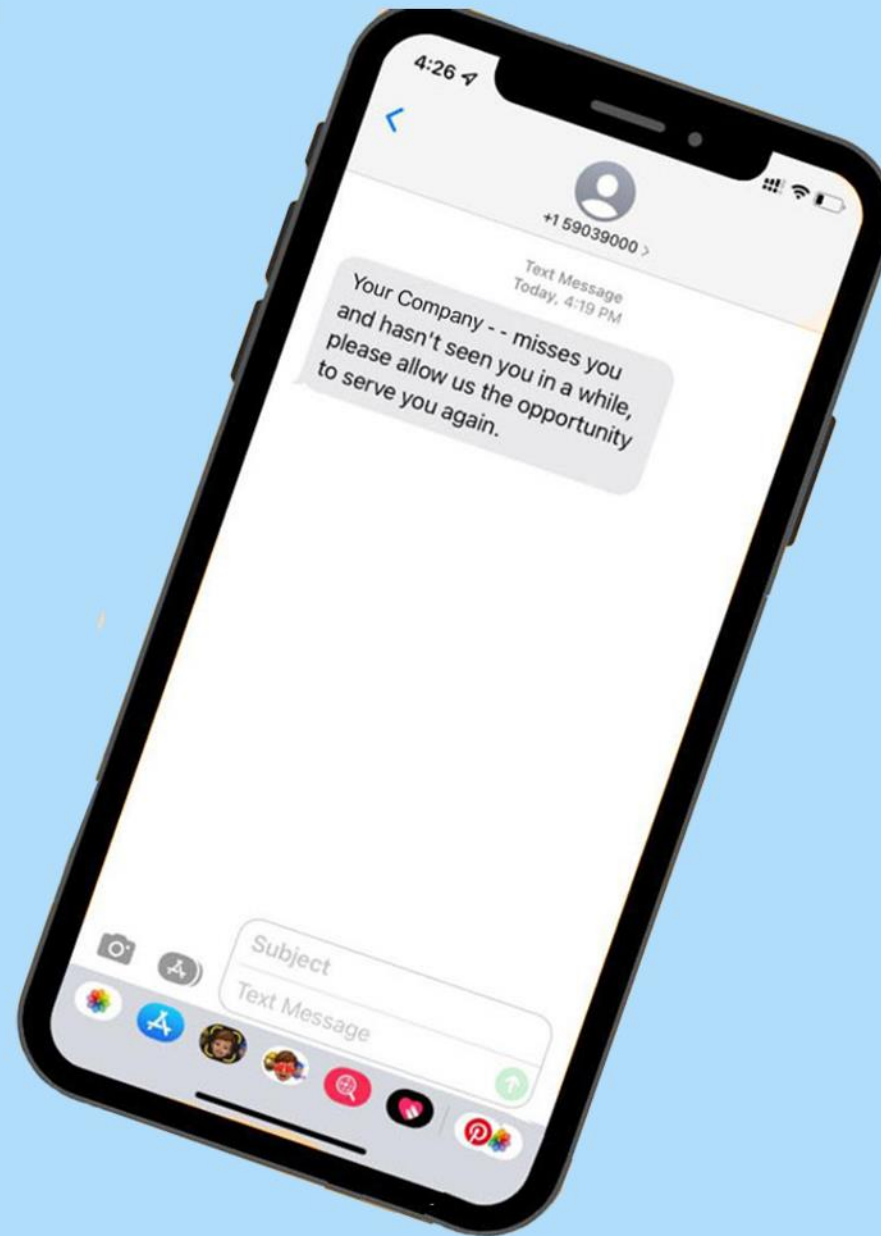 4:26
+1 59039000 >
Text Message
Today, 4:19 PM
Your Company - - misses you
and hasn't seen you in a while,
please allow us the opportunity
to serve you again.
Subject
Text Message